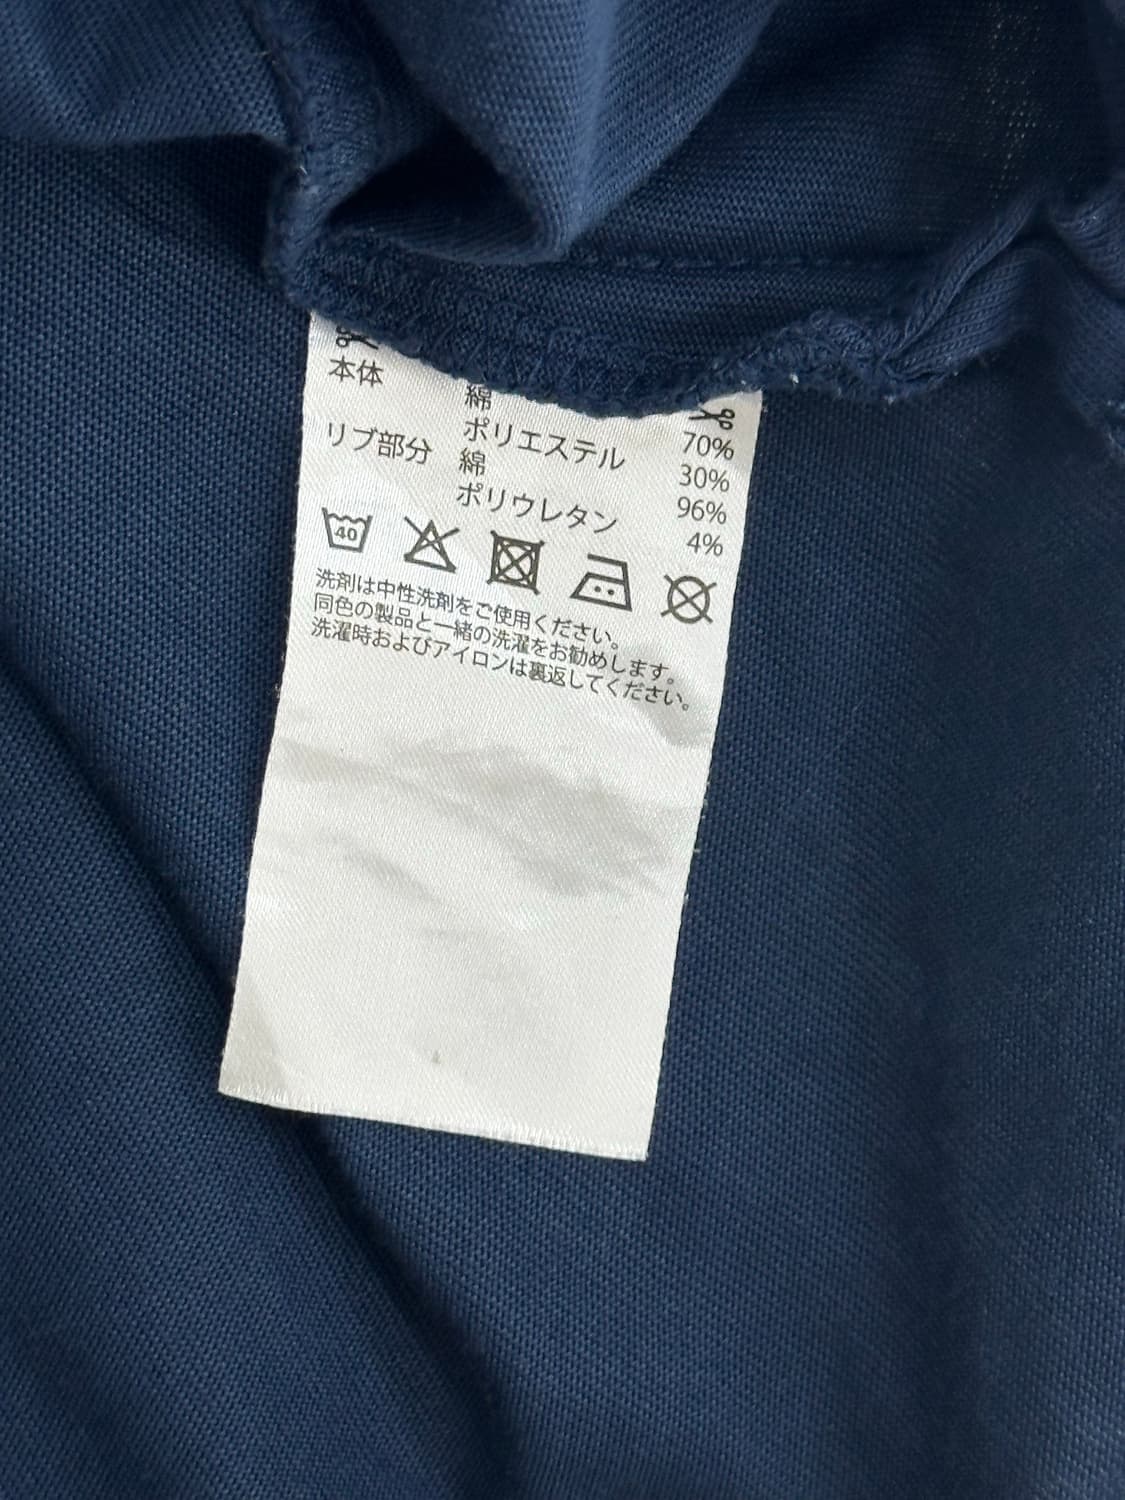 本体 綿 70%
ポリエステル 30%
リブ部分 綿 96%
ポリウレタン 4%
40
洗剤は中性洗剤をご使用ください。
同色の製品と一緒の洗濯をお勧めします。
洗濯時およびアイロンは裏返してください。